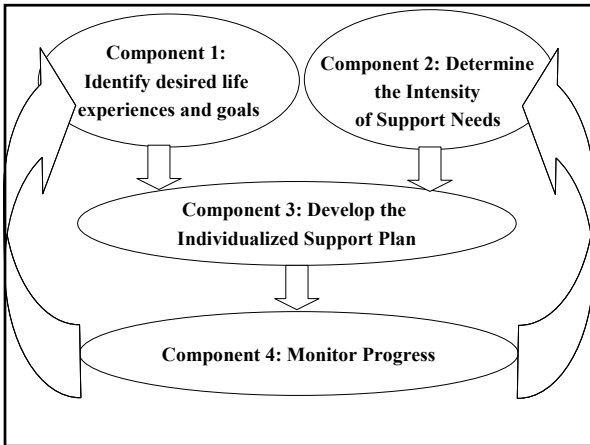 Component 1:
Identify desired life
experiences and goals
Component 2: Determine
the Intensity
of Support Needs
Component 3: Develop the
Individualized Support Plan
Component 4: Monitor Progress